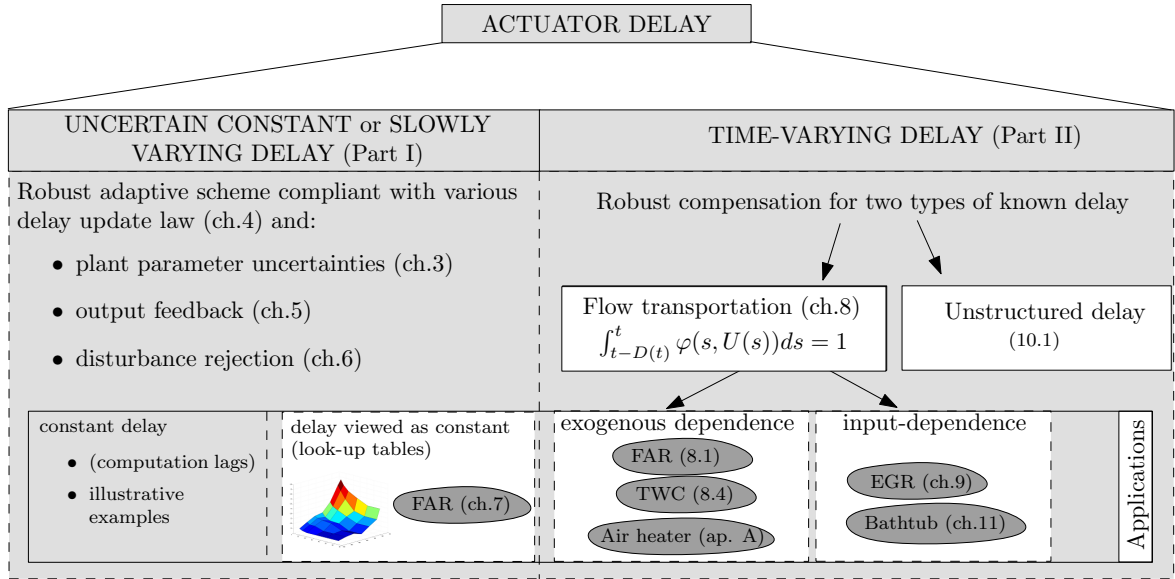 ACTUATOR DELAY
UNCERTAIN CONSTANT or SLOWLY
VARYING DELAY (Part I)
TIME-VARYING DELAY (Part II)
Robust adaptive scheme compliant with various
delay update law (ch.4) and:
• plant parameter uncertainties (ch.3)
• output feedback (ch.5)
• disturbance rejection (ch.6)
Robust compensation for two types of known delay
Flow transportation (ch.8)
∫_{t−D(t)}^{t} φ(s, U(s))ds = 1
Unstructured delay
(10.1)
constant delay
• (computation lags)
• illustrative
examples
delay viewed as constant
(look-up tables)
FAR (ch.7)
exogenous dependence
FAR (8.1)
TWC (8.4)
Air heater (ap. A)
input-dependence
EGR (ch.9)
Bathtub (ch.11)
Applications